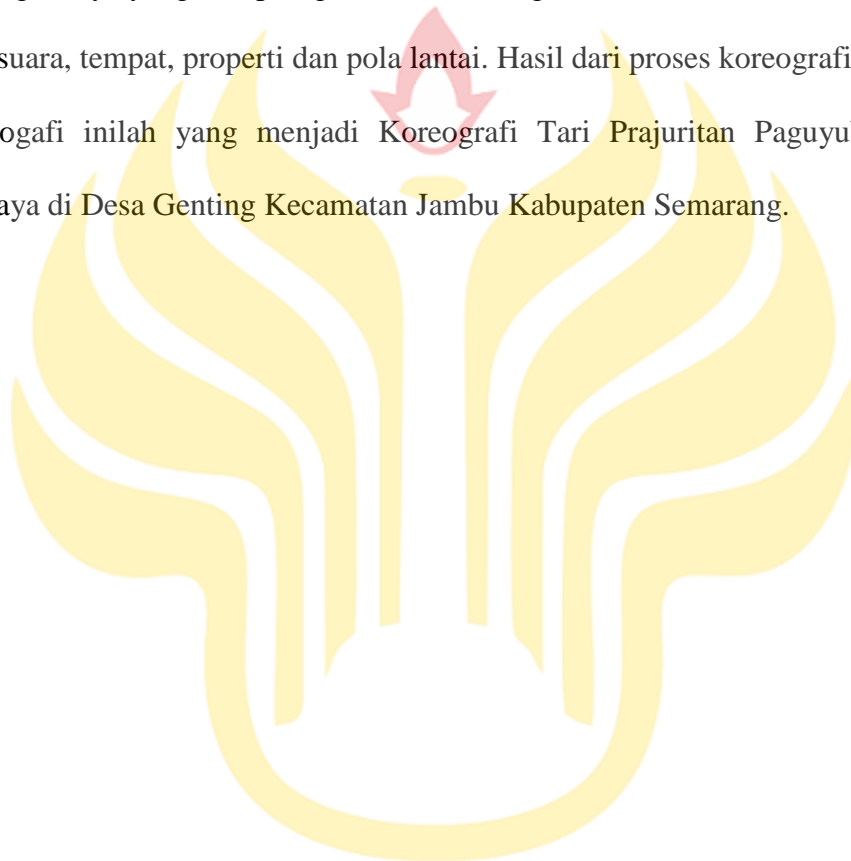 suara, tempat, properti dan pola lantai. Hasil dari proses koreografi
ogafi inilah yang menjadi Koreografi Tari Prajuritan Paguyu
aya di Desa Genting Kecamatan Jambu Kabupaten Semarang.